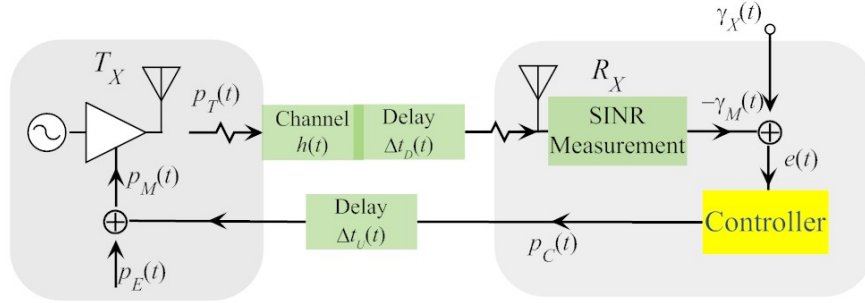 γ_X(t)
T_X
R_X
p_T(t)
Channel
h(t)
Delay
Δt_D(t)
SINR
Measurement
−γ_M(t)
p_M(t)
e(t)
Delay
Δt_U(t)
Controller
p_C(t)
p_E(t)